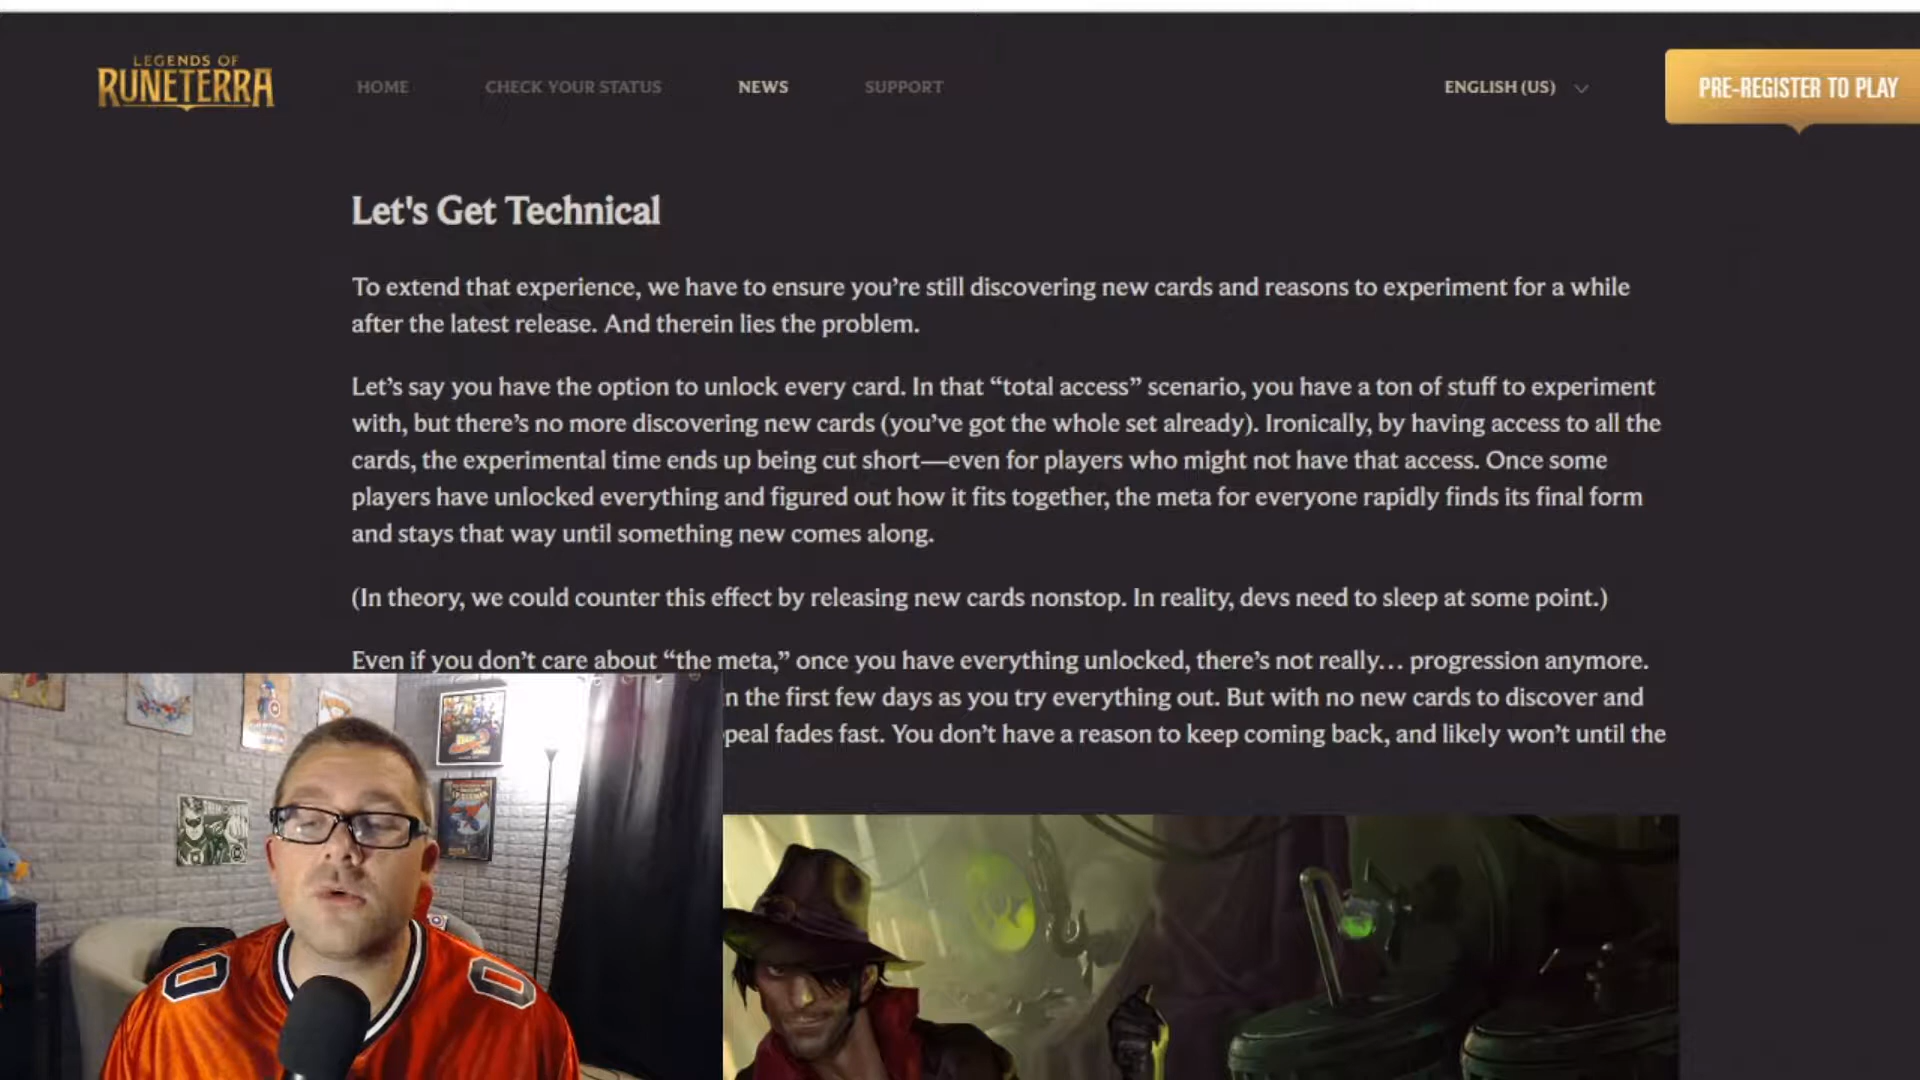 LEGENDS OF
RUNETERRA
HOME
CHECK YOUR STATUS
NEWS
SUPPORT
ENGLISH (US)
PRE-REGISTER TO PLAY
Let's Get Technical
To extend that experience, we have to ensure you’re still discovering new cards and reasons to experiment for a while
after the latest release. And therein lies the problem.
Let’s say you have the option to unlock every card. In that “total access” scenario, you have a ton of stuff to experiment
with, but there’s no more discovering new cards (you’ve got the whole set already). Ironically, by having access to all the
cards, the experimental time ends up being cut short—even for players who might not have that access. Once some
players have unlocked everything and figured out how it fits together, the meta for everyone rapidly finds its final form
and stays that way until something new comes along.
(In theory, we could counter this effect by releasing new cards nonstop. In reality, devs need to sleep at some point.)
Even if you don’t care about “the meta,” once you have everything unlocked, there’s not really… progression anymore.
n the first few days as you try everything out. But with no new cards to discover and
peal fades fast. You don’t have a reason to keep coming back, and likely won’t until the
0 0